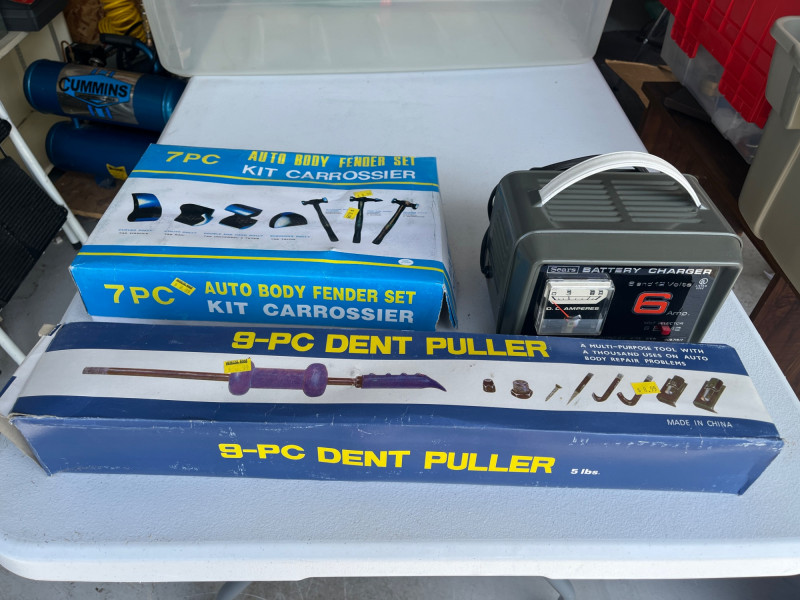 CUMMINS
7PC
AUTO BODY FENDER SET
KIT CARROSSIER
7PC
AUTO BODY FENDER SET
KIT CARROSSIER
Sears BATTERY CHARGER
6 and 12 Volts
6 Amp.
D.C. AMPERES
9-PC DENT PULLER
A MULTI-PURPOSE TOOL WITH
A THOUSAND USES ON AUTO
BODY REPAIR PROBLEMS
MADE IN CHINA
9-PC DENT PULLER
5 lbs.